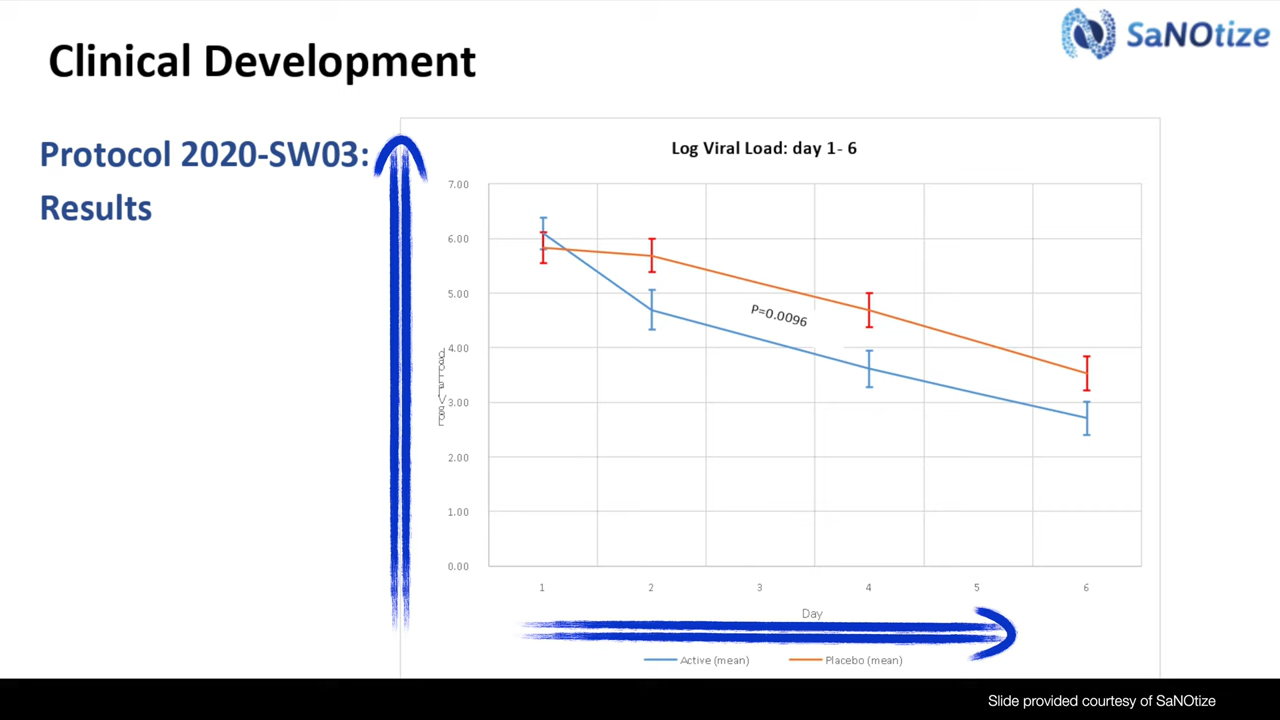 SaNOtize
Clinical Development
Protocol 2020-SW03:
Results
Log Viral Load: day 1- 6
7.00
6.00
5.00
4.00
3.00
2.00
1.00
0.00
P=0.0096
1 2 3 4 5 6
Day
Active (mean) Placebo (mean)
Slide provided courtesy of SaNOtize